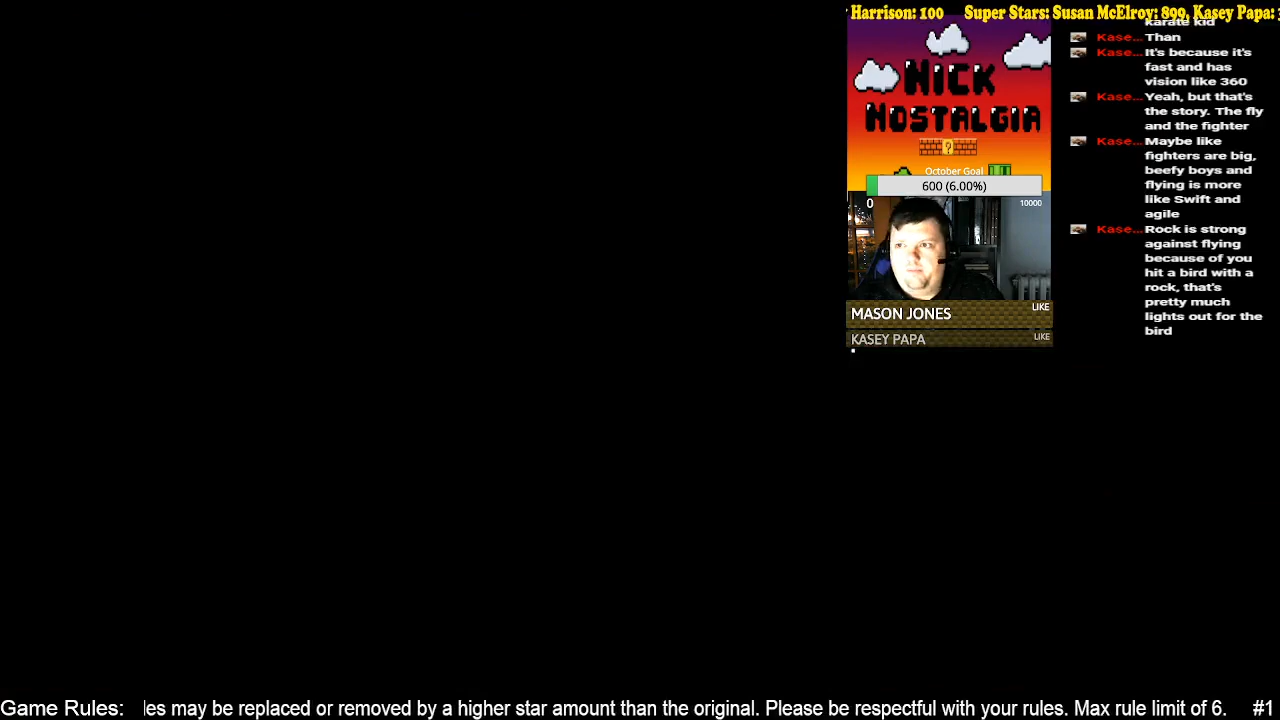 Harrison: 100 Super Stars: Susan McElroy: 899, Kasey Papa:
NICK
NOSTALGIA
?
October Goal
600 (6.00%)
0 10000
MASON JONES LIKE
KASEY PAPA LIKE
karate kid
Kase... Than
Kase... It's because it's
fast and has
vision like 360
Kase... Yeah, but that's
the story. The fly
and the fighter
Kase... Maybe like
fighters are big,
beefy boys and
flying is more
like Swift and
agile
Kase... Rock is strong
against flying
because of you
hit a bird with a
rock, that's
pretty much
lights out for the
bird
Game Rules: les may be replaced or removed by a higher star amount than the original. Please be respectful with your rules. Max rule limit of 6. #1